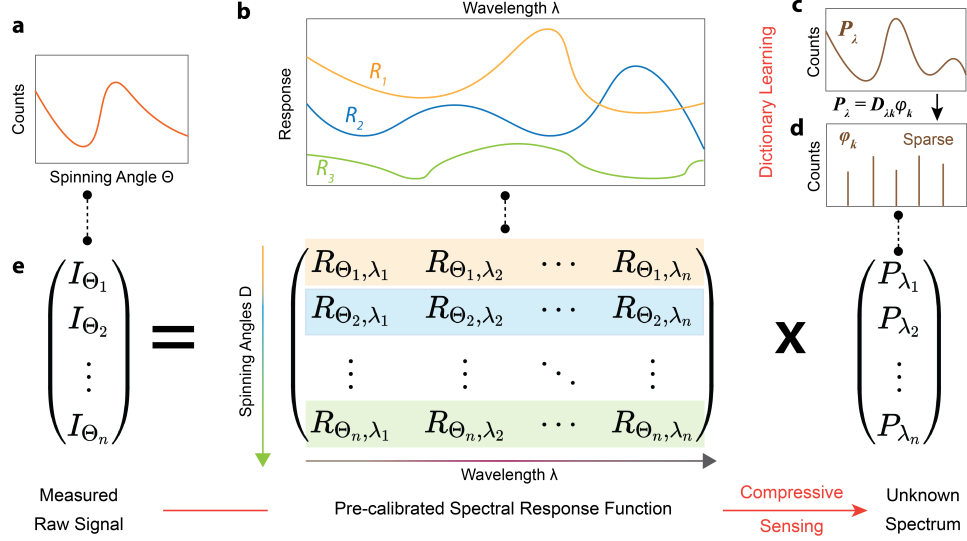 a
Counts
Spinning Angle Θ
b
Wavelength λ
Response
R1
R2
R3
Dictionary Learning
c
Counts
Pλ
Pλ = Dλkφk
d
Counts
φk
Sparse
e
IΘ1
IΘ2
⋮
IΘn
=
Spinning Angles D
RΘ1,λ1 RΘ1,λ2 ⋯ RΘ1,λn
RΘ2,λ1 RΘ2,λ2 ⋯ RΘ2,λn
⋮ ⋮ ⋱ ⋮
RΘn,λ1 RΘn,λ2 ⋯ RΘn,λn
Wavelength λ
X
Pλ1
Pλ2
⋮
Pλn
Measured
Raw Signal
Pre-calibrated Spectral Response Function
Compressive
Sensing
Unknown
Spectrum